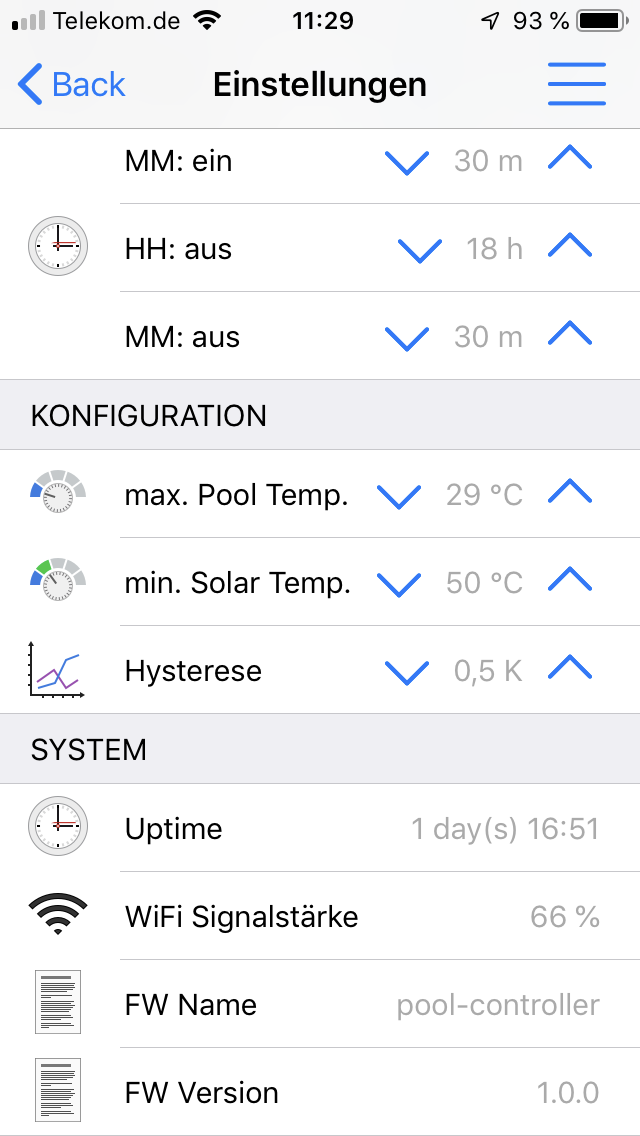 Telekom.de 11:29 93 %
Back Einstellungen
MM: ein 30 m
HH: aus 18 h
MM: aus 30 m
KONFIGURATION
max. Pool Temp. 29 °C
min. Solar Temp. 50 °C
Hysterese 0,5 K
SYSTEM
Uptime 1 day(s) 16:51
WiFi Signalstärke 66 %
FW Name pool-controller
FW Version 1.0.0